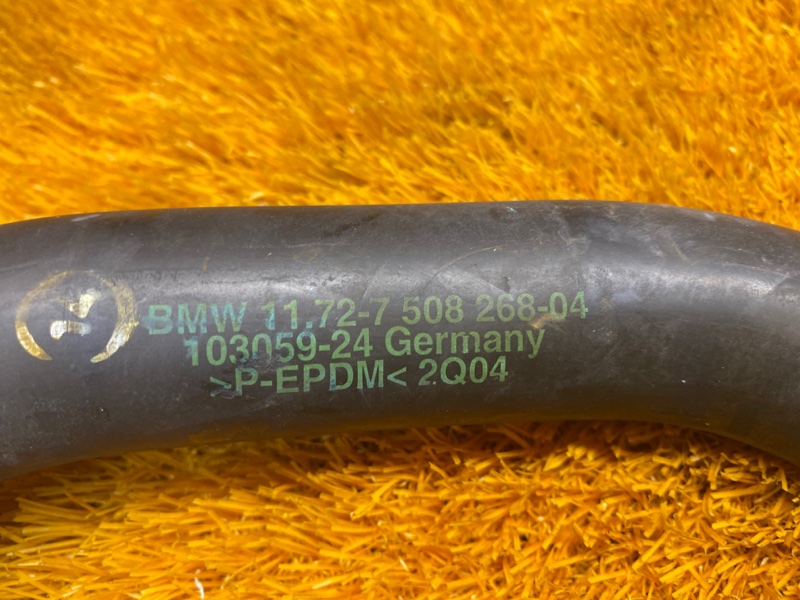 BMW 11.72-7 508 268-04
103059-24 Germany
>P-EPDM< 2Q04